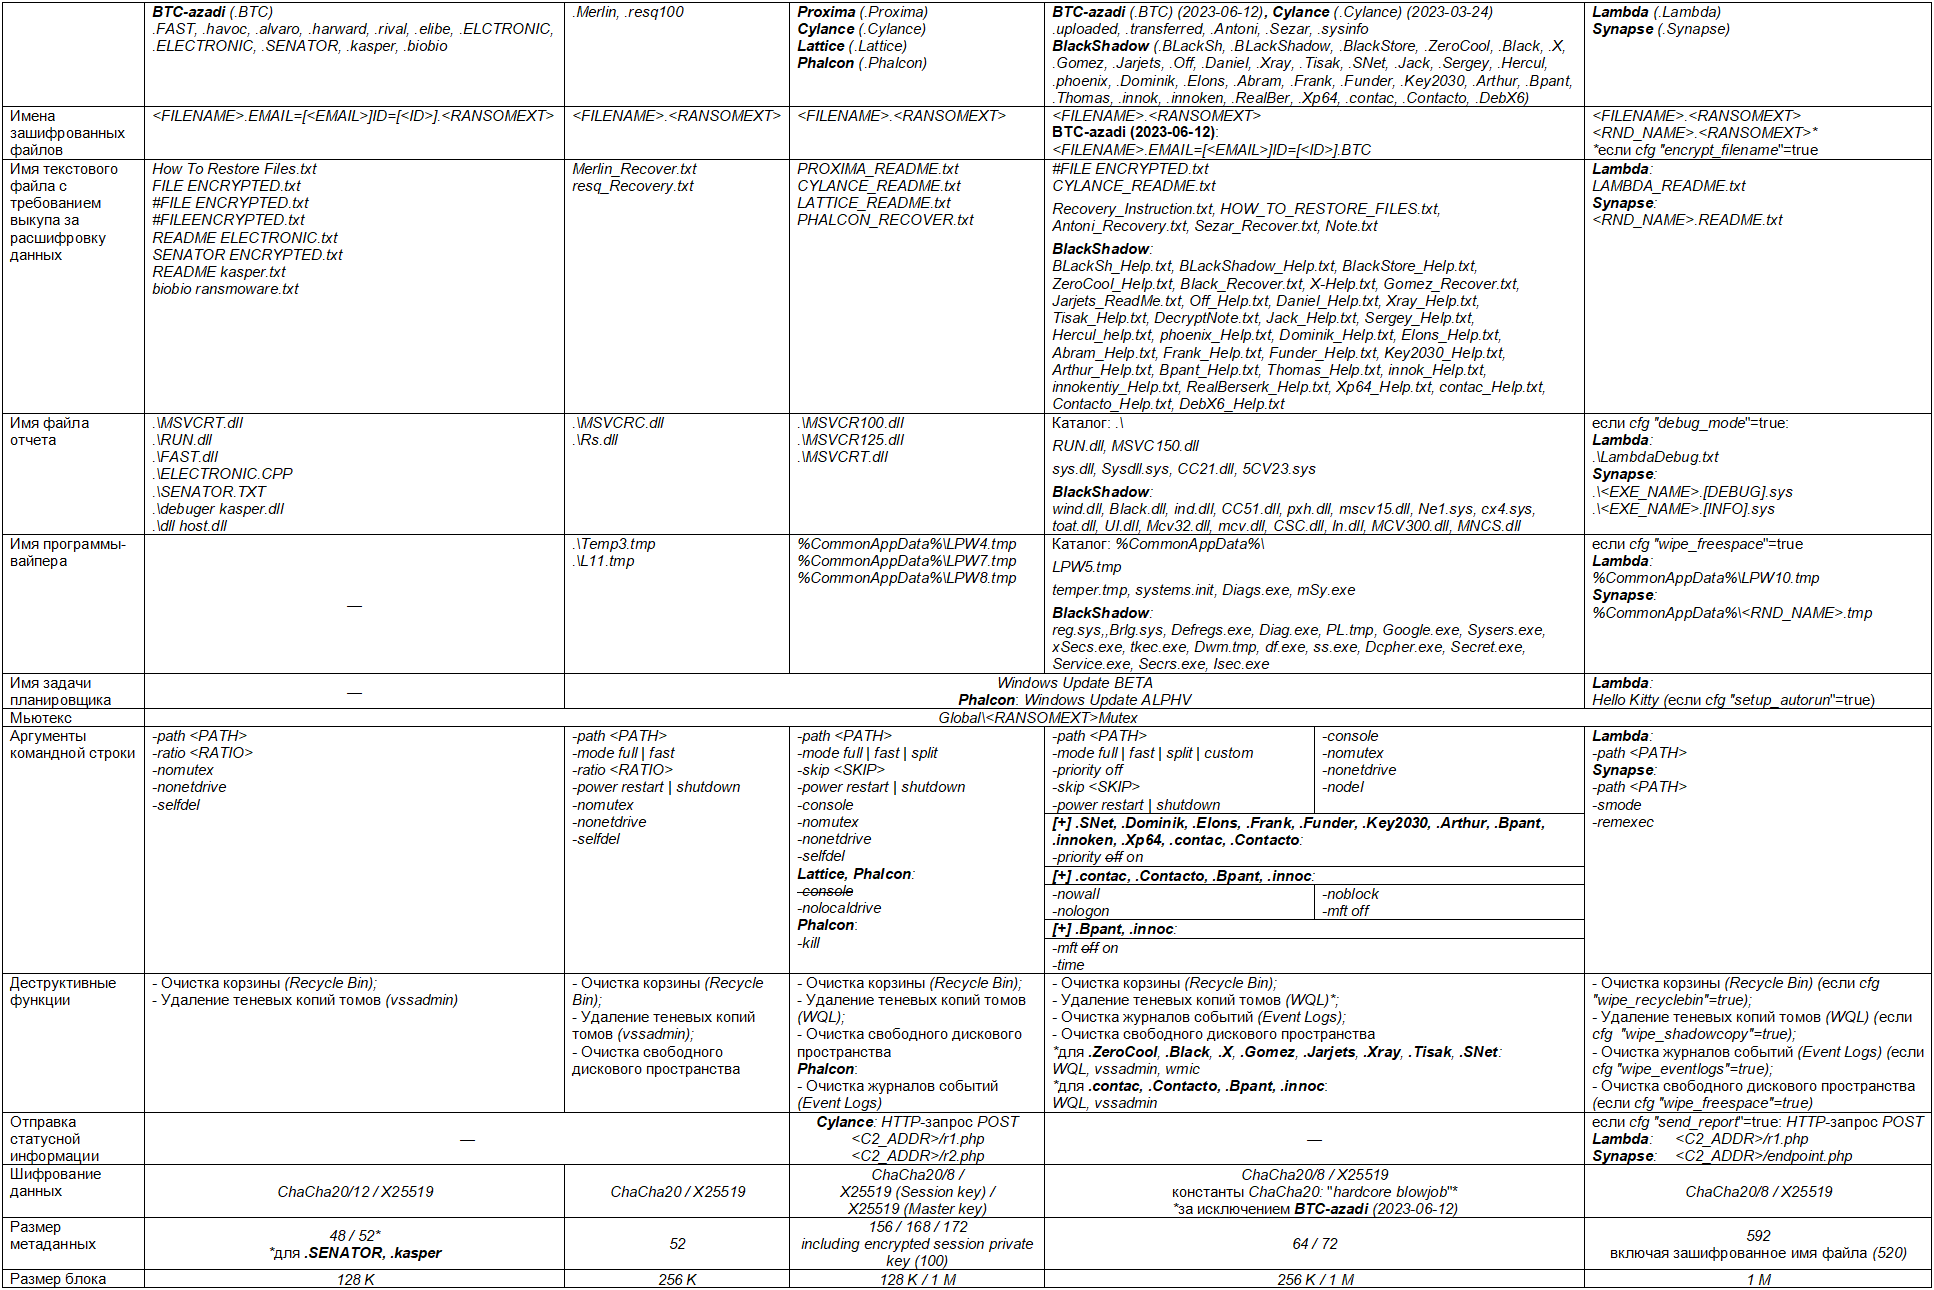 BTC-azadi (.BTC)
.FAST, .havoc, .alvaro, .harward, .rival, .elibe, .ELCTRONIC,
.ELECTRONIC, .SENATOR, .kasper, .biobio
.Merlin, .resq100
Proxima (.Proxima)
Cylance (.Cylance)
Lattice (.Lattice)
Phalcon (.Phalcon)
BTC-azadi (.BTC) (2023-06-12), Cylance (.Cylance) (2023-03-24)
.uploaded, .transferred, .Antoni, .Sezar, .sysinfo
BlackShadow (.BLackSh, .BLackShadow, .BlackStore, .ZeroCool, .Black, .X,
.Gomez, .Jarjets, .Off, .Daniel, .Xray, .Tisak, .SNet, .Jack, .Sergey, .Hercul,
.phoenix, .Dominik, .Elons, .Abram, .Frank, .Funder, .Key2030, .Arthur, .Bpant,
.Thomas, .innok, .innoken, .RealBer, .Xp64, .contac, .Contacto, .DebX6)
Lambda (.Lambda)
Synapse (.Synapse)
Имена
зашифрованных
файлов
<FILENAME>.EMAIL=[<EMAIL>]ID=[<ID>].<RANSOMEXT>
<FILENAME>.<RANSOMEXT>
<FILENAME>.<RANSOMEXT>
<FILENAME>.<RANSOMEXT>
BTC-azadi (2023-06-12):
<FILENAME>.EMAIL=[<EMAIL>]ID=[<ID>].BTC
<FILENAME>.<RANSOMEXT>
<RND_NAME>.<RANSOMEXT>*
*если cfg "encrypt_filename"=true
Имя текстового
файла с
требованием
выкупа за
расшифровку
данных
How To Restore Files.txt
FILE ENCRYPTED.txt
#FILE ENCRYPTED.txt
#FILEENCRYPTED.txt
README ELECTRONIC.txt
SENATOR ENCRYPTED.txt
README kasper.txt
biobio ransmoware.txt
Merlin_Recover.txt
resq_Recovery.txt
PROXIMA_README.txt
CYLANCE_README.txt
LATTICE_README.txt
PHALCON_RECOVER.txt
#FILE ENCRYPTED.txt
CYLANCE_README.txt
Recovery_Instruction.txt, HOW_TO_RESTORE_FILES.txt,
Antoni_Recovery.txt, Sezar_Recover.txt, Note.txt
BlackShadow:
BLackSh_Help.txt, BLackShadow_Help.txt, BlackStore_Help.txt,
ZeroCool_Help.txt, Black_Recover.txt, X-Help.txt, Gomez_Recover.txt,
Jarjets_ReadMe.txt, Off_Help.txt, Daniel_Help.txt, Xray_Help.txt,
Tisak_Help.txt, DecryptNote.txt, Jack_Help.txt, Sergey_Help.txt,
Hercul_help.txt, phoenix_Help.txt, Dominik_Help.txt, Elons_Help.txt,
Abram_Help.txt, Frank_Help.txt, Funder_Help.txt, Key2030_Help.txt,
Arthur_Help.txt, Bpant_Help.txt, Thomas_Help.txt, innok_Help.txt,
innokentiy_Help.txt, RealBerserk_Help.txt, Xp64_Help.txt, contac_Help.txt,
Contacto_Help.txt, DebX6_Help.txt
Lambda:
LAMBDA_README.txt
Synapse:
<RND_NAME>.README.txt
Имя файла
отчета
.\MSVCRT.dll
.\RUN.dll
.\FAST.dll
.\ELECTRONIC.CPP
.\SENATOR.TXT
.\debuger kasper.dll
.\dll host.dll
.\MSVCRC.dll
.\Rs.dll
.\MSVCR100.dll
.\MSVCR125.dll
.\MSVCRT.dll
Каталог: .\
RUN.dll, MSVC150.dll
sys.dll, Sysdll.sys, CC21.dll, 5CV23.sys
BlackShadow:
wind.dll, Black.dll, ind.dll, CC51.dll, pxh.dll, mscv15.dll, Ne1.sys, cx4.sys,
toat.dll, UI.dll, Mcv32.dll, mcv.dll, CSC.dll, In.dll, MCV300.dll, MNCS.dll
если cfg "debug_mode"=true:
Lambda:
.\LambdaDebug.txt
Synapse:
.\<EXE_NAME>.[DEBUG].sys
.\<EXE_NAME>.[INFO].sys
Имя программы-
вайпера
—
.\Temp3.tmp
.\L11.tmp
%CommonAppData%\LPW4.tmp
%CommonAppData%\LPW7.tmp
%CommonAppData%\LPW8.tmp
Каталог: %CommonAppData%\
LPW5.tmp
temper.tmp, systems.init, Diags.exe, mSy.exe
BlackShadow:
reg.sys,,Brlg.sys, Defregs.exe, Diag.exe, PL.tmp, Google.exe, Sysers.exe,
xSecs.exe, tkec.exe, Dwm.tmp, df.exe, ss.exe, Dcpher.exe, Secret.exe,
Service.exe, Secrs.exe, Isec.exe
если cfg "wipe_freespace"=true
Lambda:
%CommonAppData%\LPW10.tmp
Synapse:
%CommonAppData%\<RND_NAME>.tmp
Имя задачи
планировщика
—
Windows Update BETA
Phalcon: Windows Update ALPHV
Lambda:
Hello Kitty (если cfg "setup_autorun"=true)
Мьютекс
Global\<RANSOMEXT>Mutex
Аргументы
командной строки
-path <PATH>
-ratio <RATIO>
-nomutex
-nonetdrive
-selfdel
-path <PATH>
-mode full | fast
-ratio <RATIO>
-power restart | shutdown
-nomutex
-nonetdrive
-selfdel
-path <PATH>
-mode full | fast | split
-skip <SKIP>
-power restart | shutdown
-console
-nomutex
-nonetdrive
-selfdel
Lattice, Phalcon:
-console
-nolocaldrive
Phalcon:
-kill
-path <PATH>
-mode full | fast | split | custom
-priority off
-skip <SKIP>
-power restart | shutdown
-console
-nomutex
-nonetdrive
-nodel
[+] .SNet, .Dominik, .Elons, .Frank, .Funder, .Key2030, .Arthur, .Bpant,
.innoken, .Xp64, .contac, .Contacto:
-priority off on
[+] .contac, .Contacto, .Bpant, .innoc:
-nowall
-nologon
-noblock
-mft off
[+] .Bpant, .innoc:
-mft off on
-time
Lambda:
-path <PATH>
Synapse:
-path <PATH>
-smode
-remexec
Деструктивные
функции
- Очистка корзины (Recycle Bin);
- Удаление теневых копий томов (vssadmin)
- Очистка корзины (Recycle
Bin);
- Удаление теневых копий
томов (vssadmin);
- Очистка свободного
дискового пространства
- Очистка корзины (Recycle Bin);
- Удаление теневых копий томов
(WQL);
- Очистка свободного дискового
пространства
Phalcon:
- Очистка журналов событий
(Event Logs)
- Очистка корзины (Recycle Bin);
- Удаление теневых копий томов (WQL)*;
- Очистка журналов событий (Event Logs);
- Очистка свободного дискового пространства
*для .ZeroCool, .Black, .X, .Gomez, .Jarjets, .Xray, .Tisak, .SNet:
WQL, vssadmin, wmic
*для .contac, .Contacto, .Bpant, .innoc:
WQL, vssadmin
- Очистка корзины (Recycle Bin) (если cfg
"wipe_recyclebin"=true);
- Удаление теневых копий томов (WQL) (если
cfg "wipe_shadowcopy"=true);
- Очистка журналов событий (Event Logs) (если
cfg "wipe_eventlogs"=true);
- Очистка свободного дискового пространства
(если cfg "wipe_freespace"=true)
Отправка
статусной
информации
—
Cylance: HTTP-запрос POST
<C2_ADDR>/r1.php
<C2_ADDR>/r2.php
—
если cfg "send_report"=true: HTTP-запрос POST
Lambda: <C2_ADDR>/r1.php
Synapse: <C2_ADDR>/endpoint.php
Шифрование
данных
ChaCha20/12 / X25519
ChaCha20 / X25519
ChaCha20/8 /
X25519 (Session key) /
X25519 (Master key)
ChaCha20/8 / X25519
константы ChaCha20: "hardcore blowjob"*
*за исключением BTC-azadi (2023-06-12)
ChaCha20/8 / X25519
Размер
метаданных
48 / 52*
*для .SENATOR, .kasper
52
156 / 168 / 172
including encrypted session private
key (100)
64 / 72
592
включая зашифрованное имя файла (520)
Размер блока
128 K
256 K
128 K / 1 M
256 K / 1 M
1 M